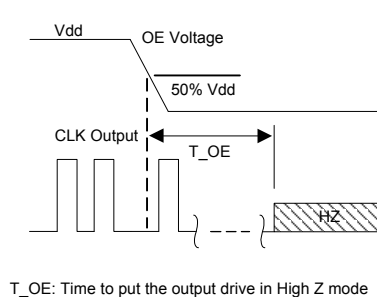 Vdd
OE Voltage
50% Vdd
CLK Output
T_OE
HZ
T_OE: Time to put the output drive in High Z mode